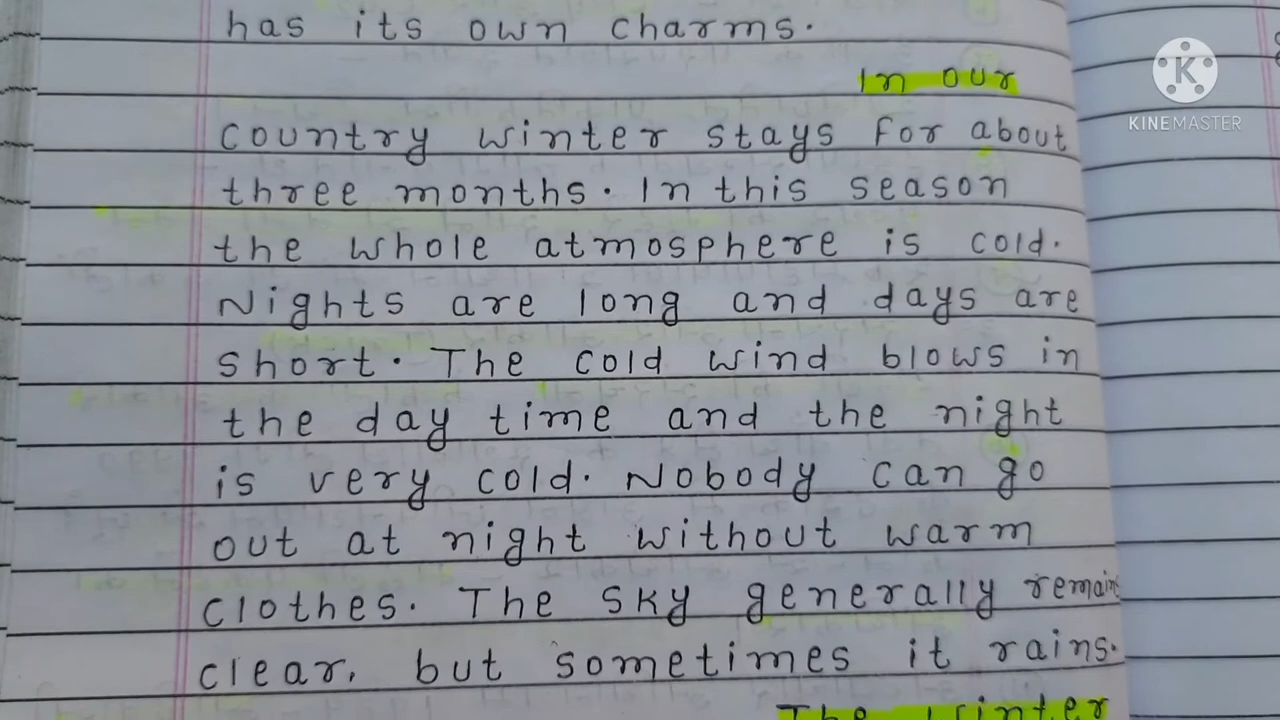 has its own charms.
In our
country winter stays for about
three months. In this season
the whole atmosphere is cold.
Nights are long and days are
short. The cold wind blows in
the day time and the night
is very cold. Nobody can go
out at night without warm
clothes. The sky generally remain
clear, but sometimes it rains.
The winter
KINEMASTER